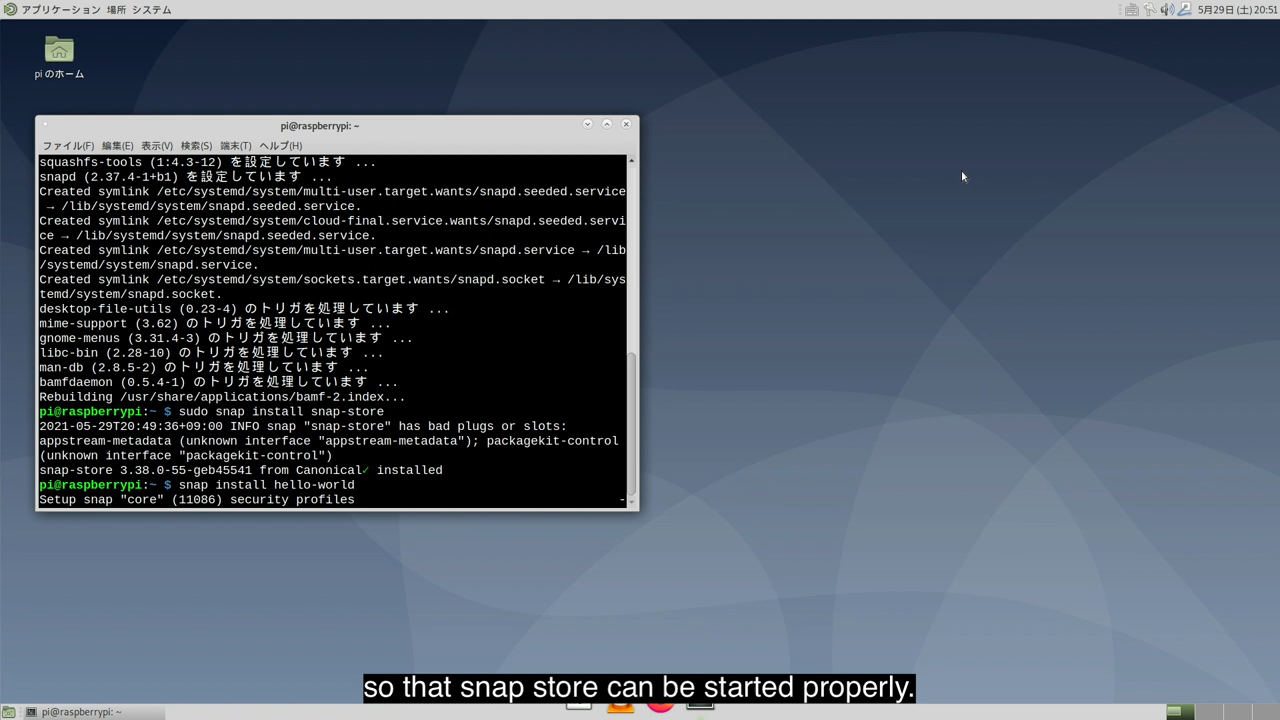 アプリケーション 場所 システム
5月29日 (土) 20:51
pi のホーム
pi@raspberrypi: ~
ファイル(F) 編集(E) 表示(V) 検索(S) 端末(T) ヘルプ(H)
squashfs-tools (1:4.3-12) を設定しています ...
snapd (2.37.4-1+b1) を設定しています ...
Created symlink /etc/systemd/system/multi-user.target.wants/snapd.seeded.service
→ /lib/systemd/system/snapd.seeded.service.
Created symlink /etc/systemd/system/cloud-final.service.wants/snapd.seeded.servi
ce → /lib/systemd/system/snapd.seeded.service.
Created symlink /etc/systemd/system/multi-user.target.wants/snapd.service → /lib
/systemd/system/snapd.service.
Created symlink /etc/systemd/system/sockets.target.wants/snapd.socket → /lib/sys
temd/system/snapd.socket.
desktop-file-utils (0.23-4) のトリガを処理しています ...
mime-support (3.62) のトリガを処理しています ...
gnome-menus (3.31.4-3) のトリガを処理しています ...
libc-bin (2.28-10) のトリガを処理しています ...
man-db (2.8.5-2) のトリガを処理しています ...
bamfdaemon (0.5.4-1) のトリガを処理しています ...
Rebuilding /usr/share/applications/bamf-2.index...
pi@raspberrypi:~ $ sudo snap install snap-store
2021-05-29T20:49:36+09:00 INFO snap "snap-store" has bad plugs or slots:
appstream-metadata (unknown interface "appstream-metadata"); packagekit-control
(unknown interface "packagekit-control")
snap-store 3.38.0-55-geb45541 from Canonical✓ installed
pi@raspberrypi:~ $ snap install hello-world
Setup snap "core" (11086) security profiles -
so that snap store can be started properly.
pi@raspberrypi: ~